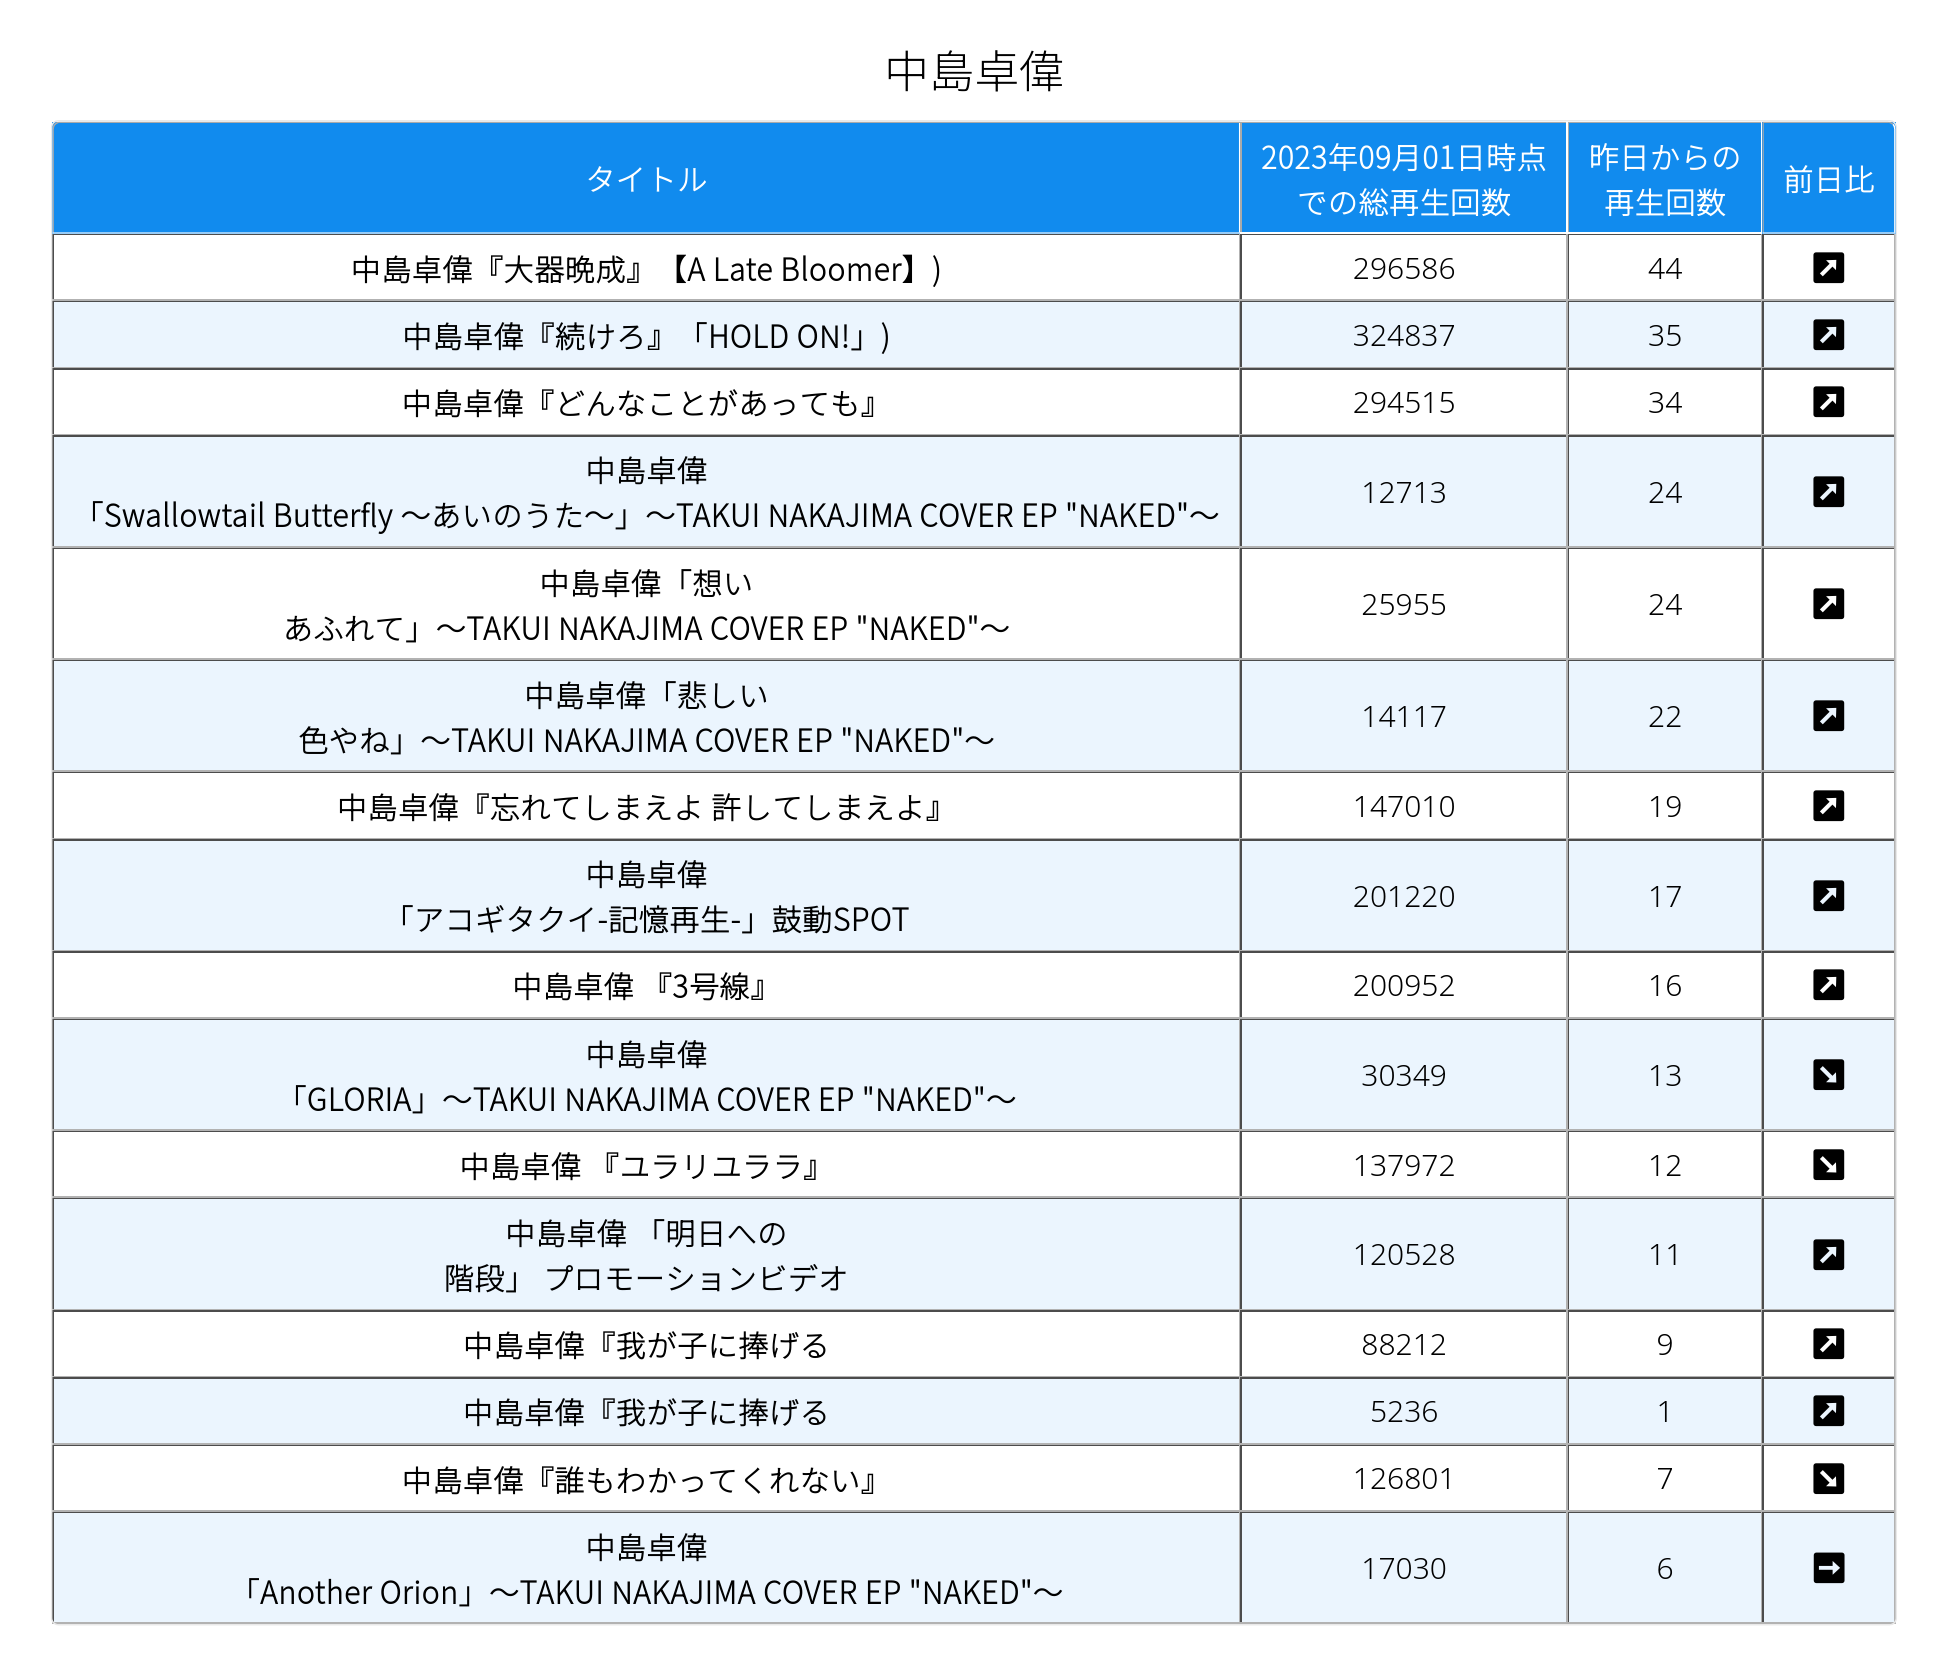 中島卓偉
タイトル
2023年09月01日時点
での総再生回数
昨日からの
再生回数
前日比
中島卓偉『大器晩成』【A Late Bloomer】)
296586
44
中島卓偉『続けろ』「HOLD ON!」)
324837
35
中島卓偉『どんなことがあっても』
294515
34
中島卓偉
「Swallowtail Butterfly ～あいのうた～」～TAKUI NAKAJIMA COVER EP "NAKED"～
12713
24
中島卓偉「想い
あふれて」～TAKUI NAKAJIMA COVER EP "NAKED"～
25955
24
中島卓偉「悲しい
色やね」～TAKUI NAKAJIMA COVER EP "NAKED"～
14117
22
中島卓偉『忘れてしまえよ 許してしまえよ』
147010
19
中島卓偉
「アコギタクイ-記憶再生-」鼓動SPOT
201220
17
中島卓偉 『3号線』
200952
16
中島卓偉
「GLORIA」～TAKUI NAKAJIMA COVER EP "NAKED"～
30349
13
中島卓偉 『ユラリユララ』
137972
12
中島卓偉 「明日への
階段」 プロモーションビデオ
120528
11
中島卓偉『我が子に捧げる
88212
9
中島卓偉『我が子に捧げる
5236
1
中島卓偉『誰もわかってくれない』
126801
7
中島卓偉
「Another Orion」～TAKUI NAKAJIMA COVER EP "NAKED"～
17030
6